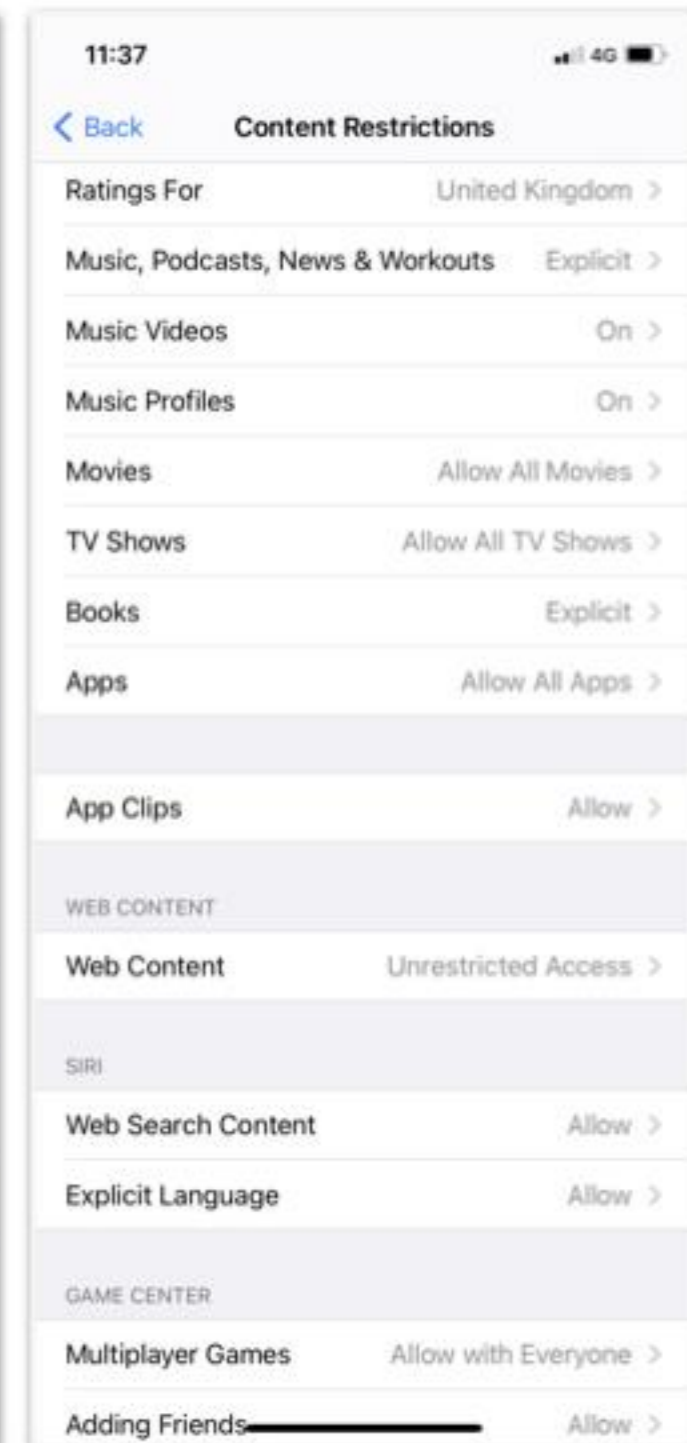 11:37 4G
Back Content Restrictions
Ratings For United Kingdom
Music, Podcasts, News & Workouts Explicit
Music Videos On
Music Profiles On
Movies Allow All Movies
TV Shows Allow All TV Shows
Books Explicit
Apps Allow All Apps
App Clips Allow
WEB CONTENT
Web Content Unrestricted Access
SIRI
Web Search Content Allow
Explicit Language Allow
GAME CENTER
Multiplayer Games Allow with Everyone
Adding Friends Allow